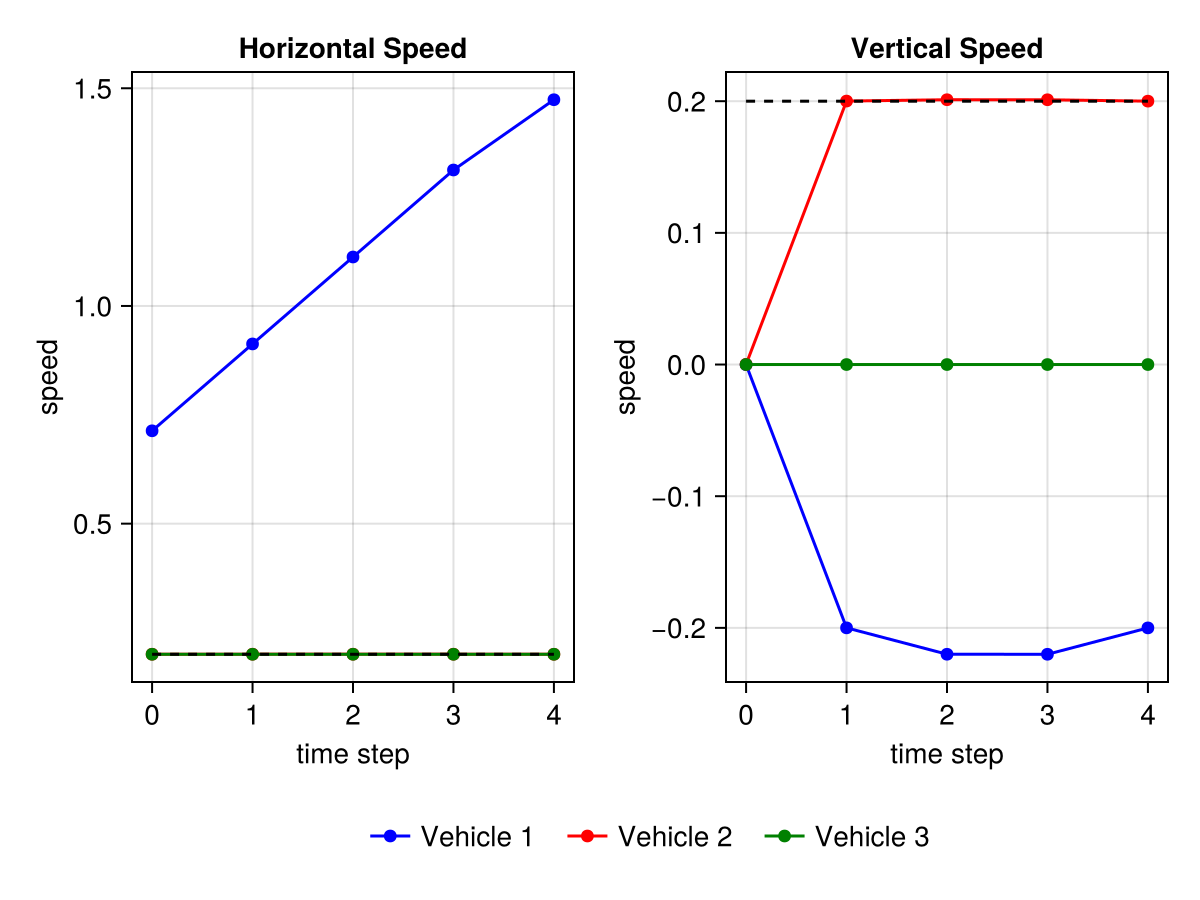 Horizontal Speed
1.5
1.0
0.5
speed
0 1 2 3 4
time step
Vertical Speed
0.2
0.1
0.0
−0.1
−0.2
speed
0 1 2 3 4
time step
Vehicle 1 Vehicle 2 Vehicle 3